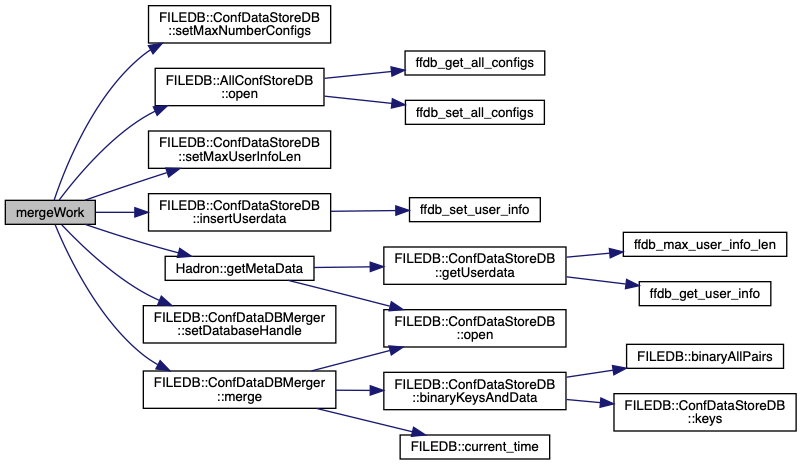 mergeWork
FILEDB::ConfDataStoreDB
::setMaxNumberConfigs
FILEDB::AllConfStoreDB
::open
ffdb_get_all_configs
ffdb_set_all_configs
FILEDB::ConfDataStoreDB
::setMaxUserInfoLen
FILEDB::ConfDataStoreDB
::insertUserdata
ffdb_set_user_info
Hadron::getMetaData
FILEDB::ConfDataStoreDB
::getUserdata
ffdb_max_user_info_len
ffdb_get_user_info
FILEDB::ConfDataDBMerger
::setDatabaseHandle
FILEDB::ConfDataStoreDB
::open
FILEDB::ConfDataDBMerger
::merge
FILEDB::ConfDataStoreDB
::binaryKeysAndData
FILEDB::binaryAllPairs
FILEDB::ConfDataStoreDB
::keys
FILEDB::current_time